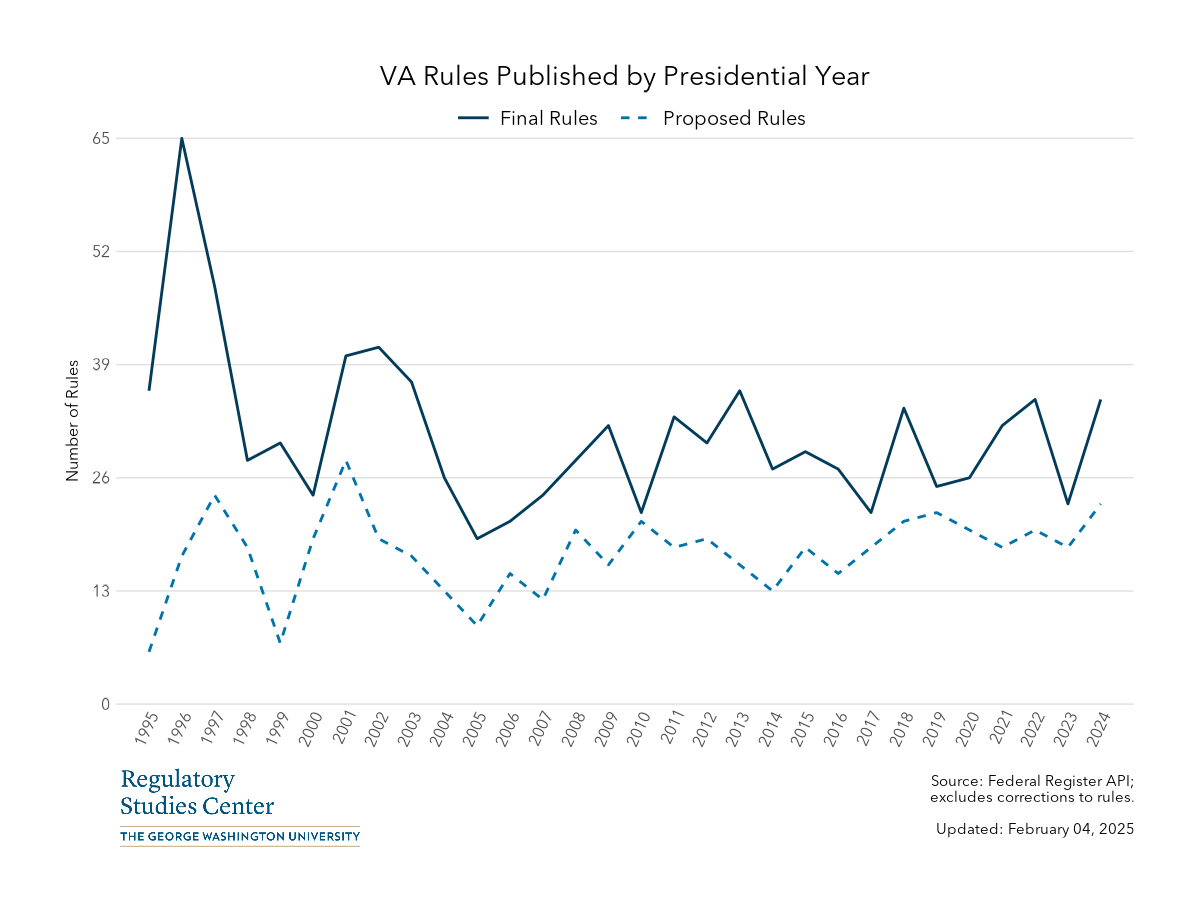 VA Rules Published by Presidential Year
Final Rules Proposed Rules
65
52
39
26
13
0
Number of Rules
1995 1996 1997 1998 1999 2000 2001 2002 2003 2004 2005 2006 2007 2008 2009 2010 2011 2012 2013 2014 2015 2016 2017 2018 2019 2020 2021 2022 2023 2024
Regulatory
Studies Center
THE GEORGE WASHINGTON UNIVERSITY
Source: Federal Register API;
excludes corrections to rules.
Updated: February 04, 2025